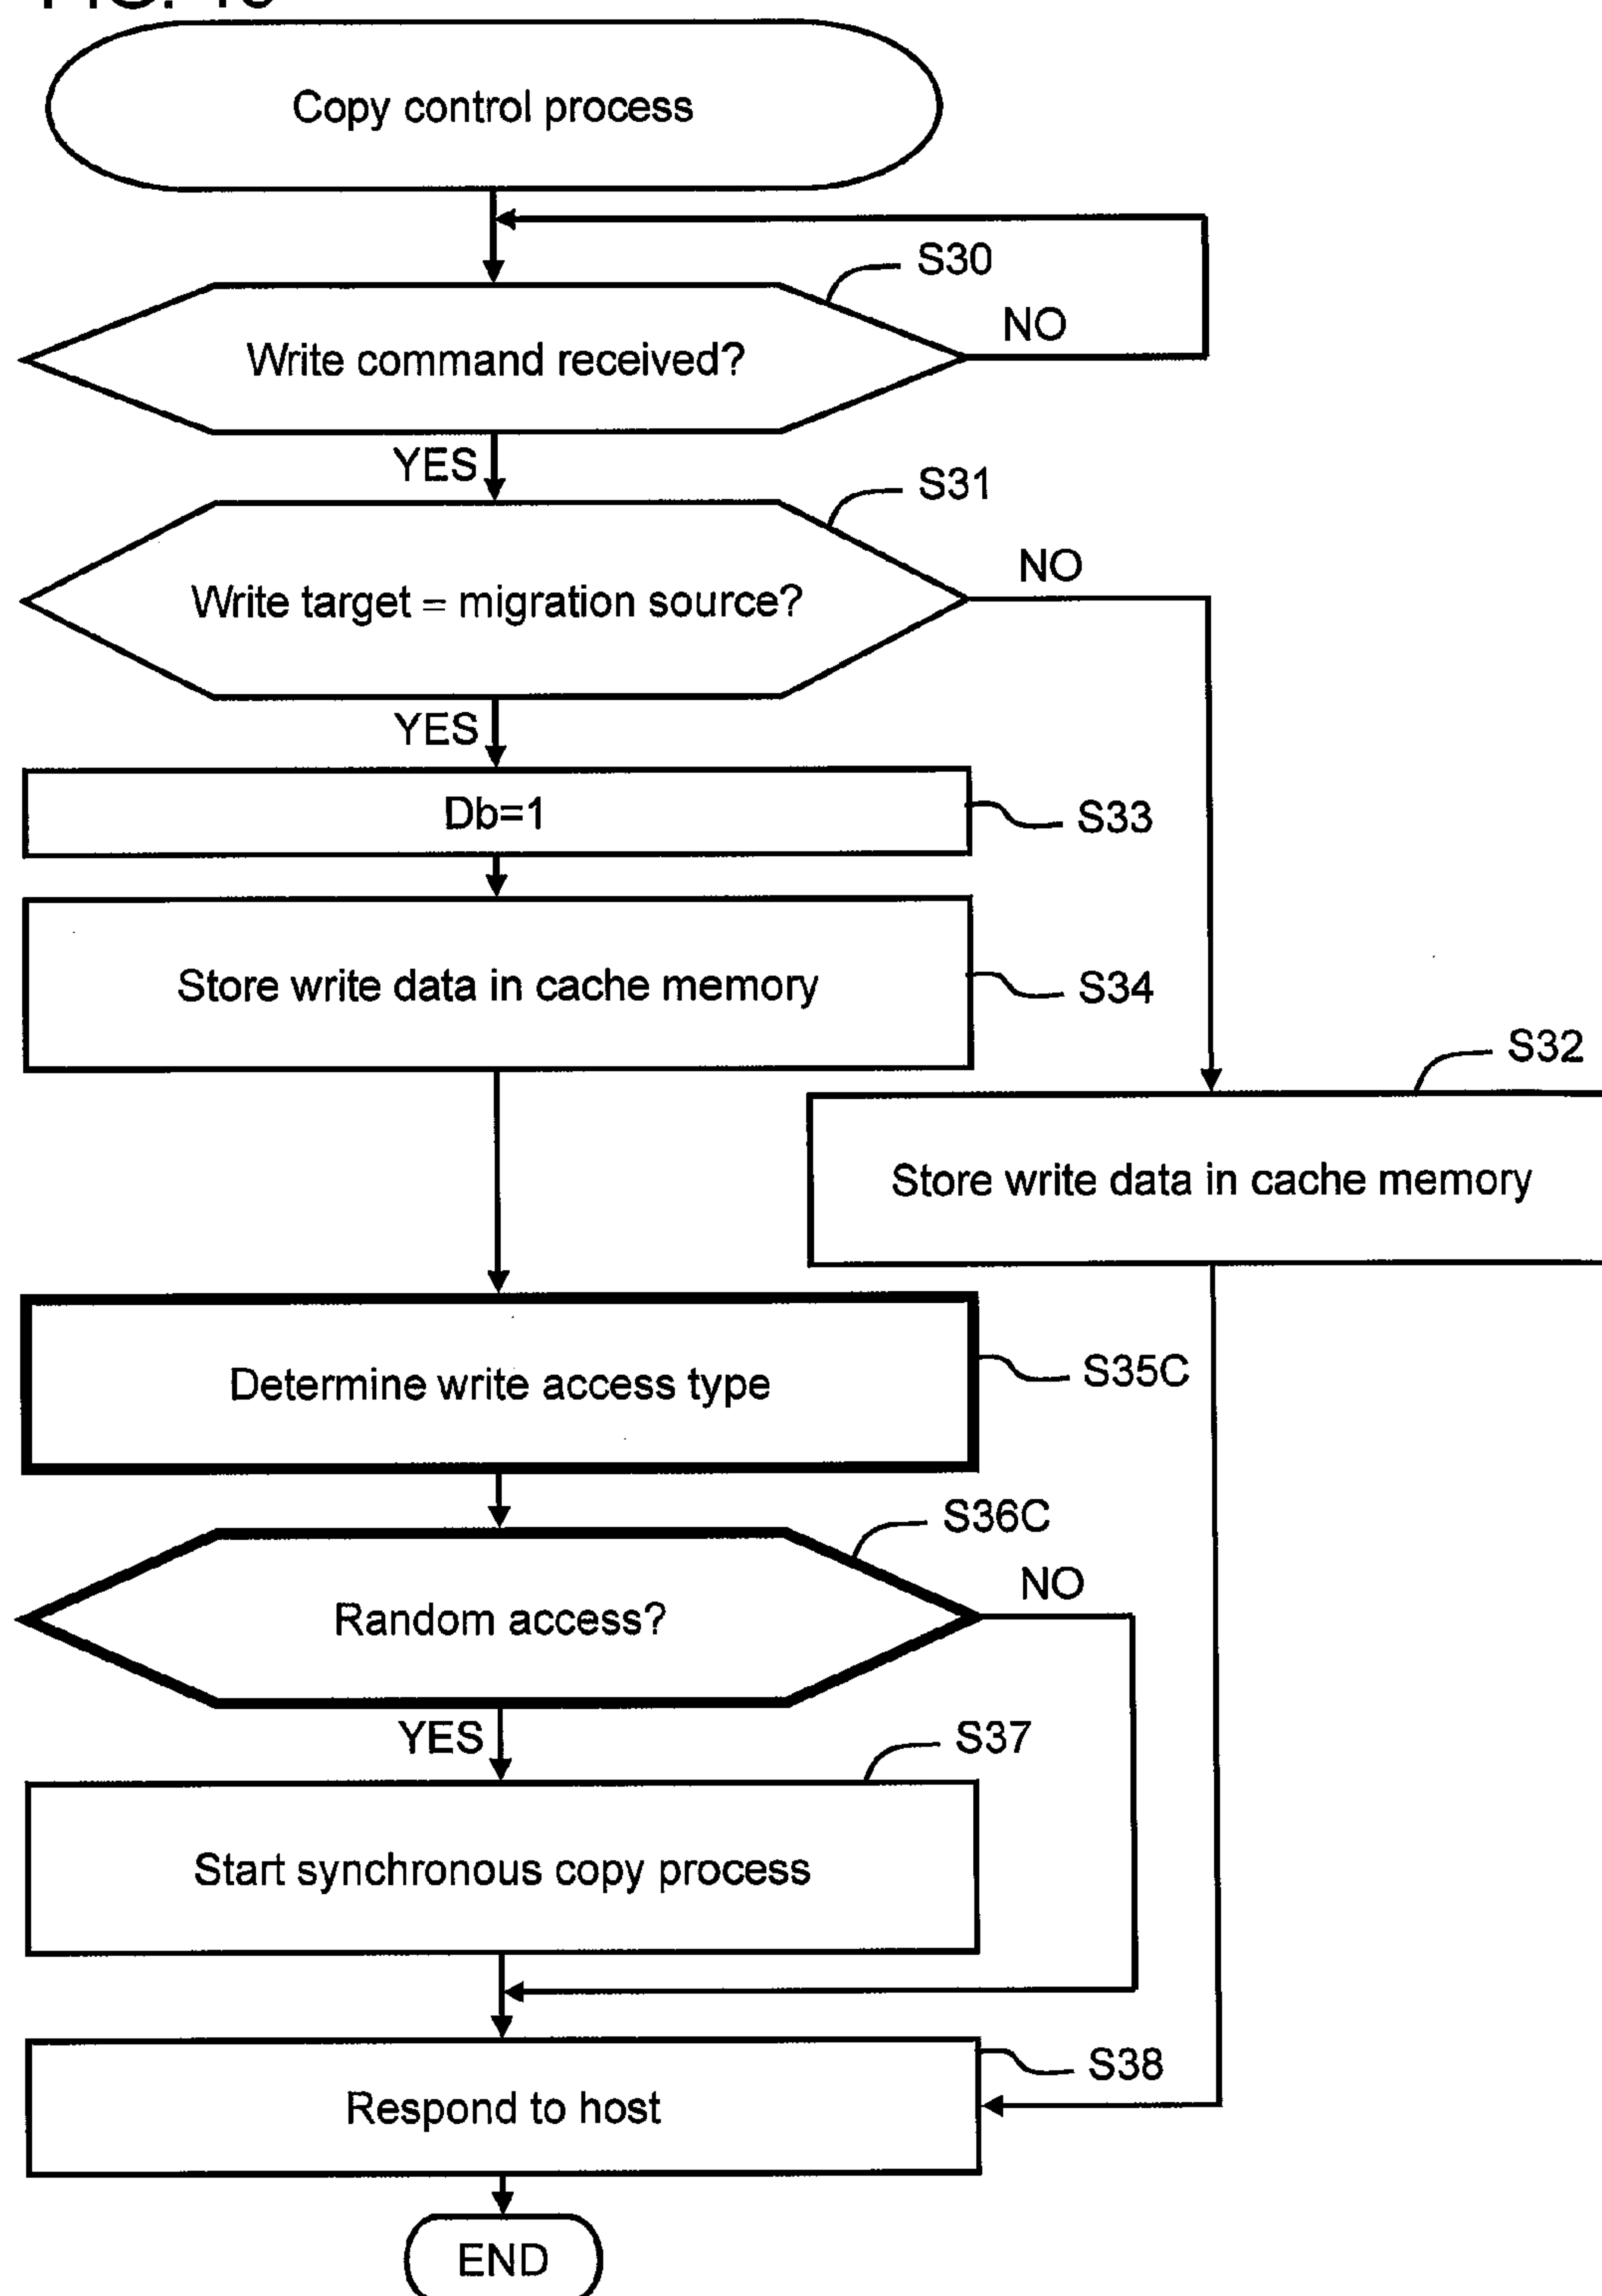 Copy control process
S30
NO
Write command received?
YES
S31
NO
Write target = migration source?
YES
Db=1
S33
Store write data in cache memory
S34
S32
Store write data in cache memory
Determine write access type
S35C
S36C
NO
Random access?
YES
S37
Start synchronous copy process
S38
Respond to host
END